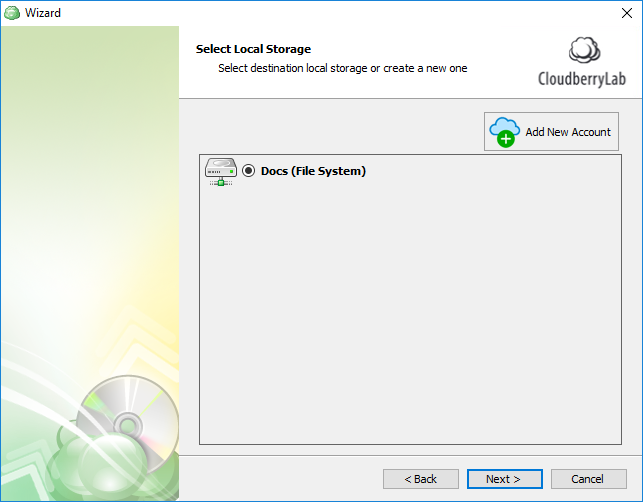 Wizard
Select Local Storage
Select destination local storage or create a new one
CloudberryLab
Add New Account
Docs (File System)
< Back
Next >
Cancel